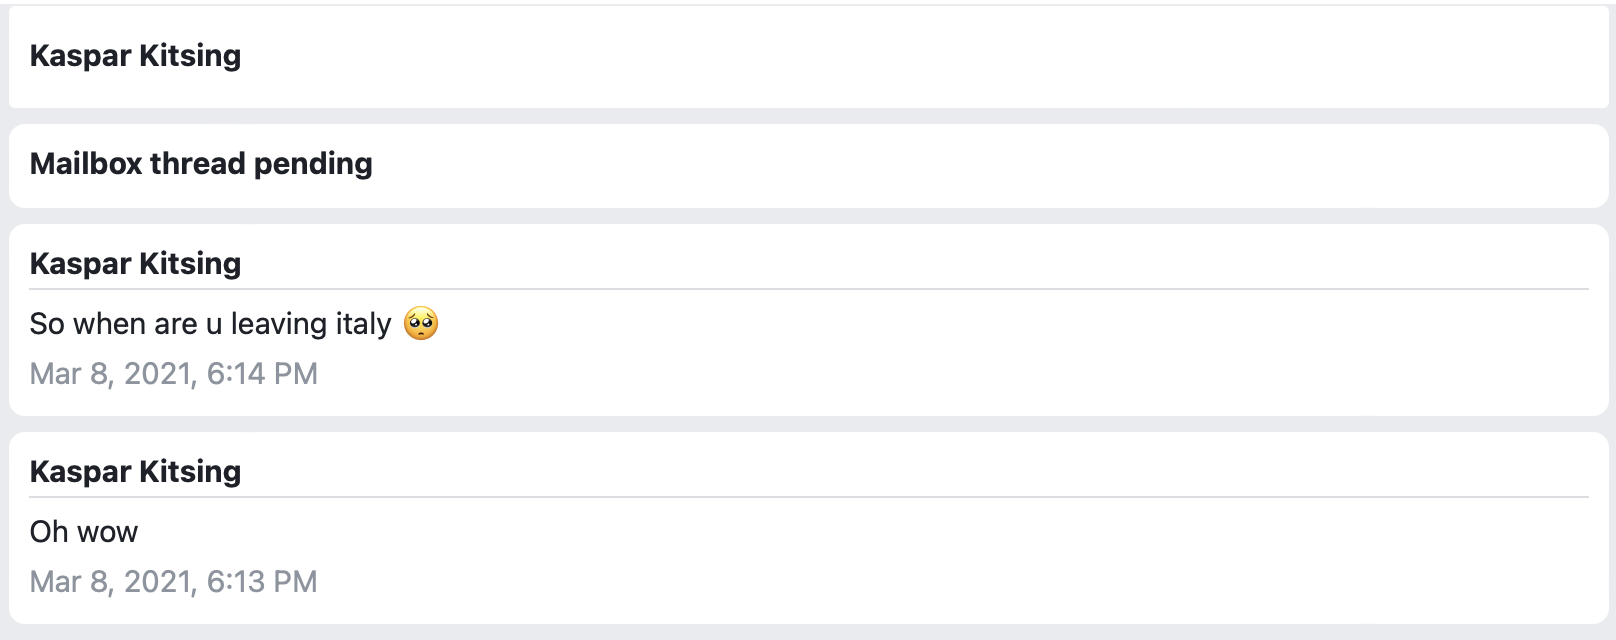 Kaspar Kitsing
Mailbox thread pending
Kaspar Kitsing
So when are u leaving italy 🥺
Mar 8, 2021, 6:14 PM
Kaspar Kitsing
Oh wow
Mar 8, 2021, 6:13 PM